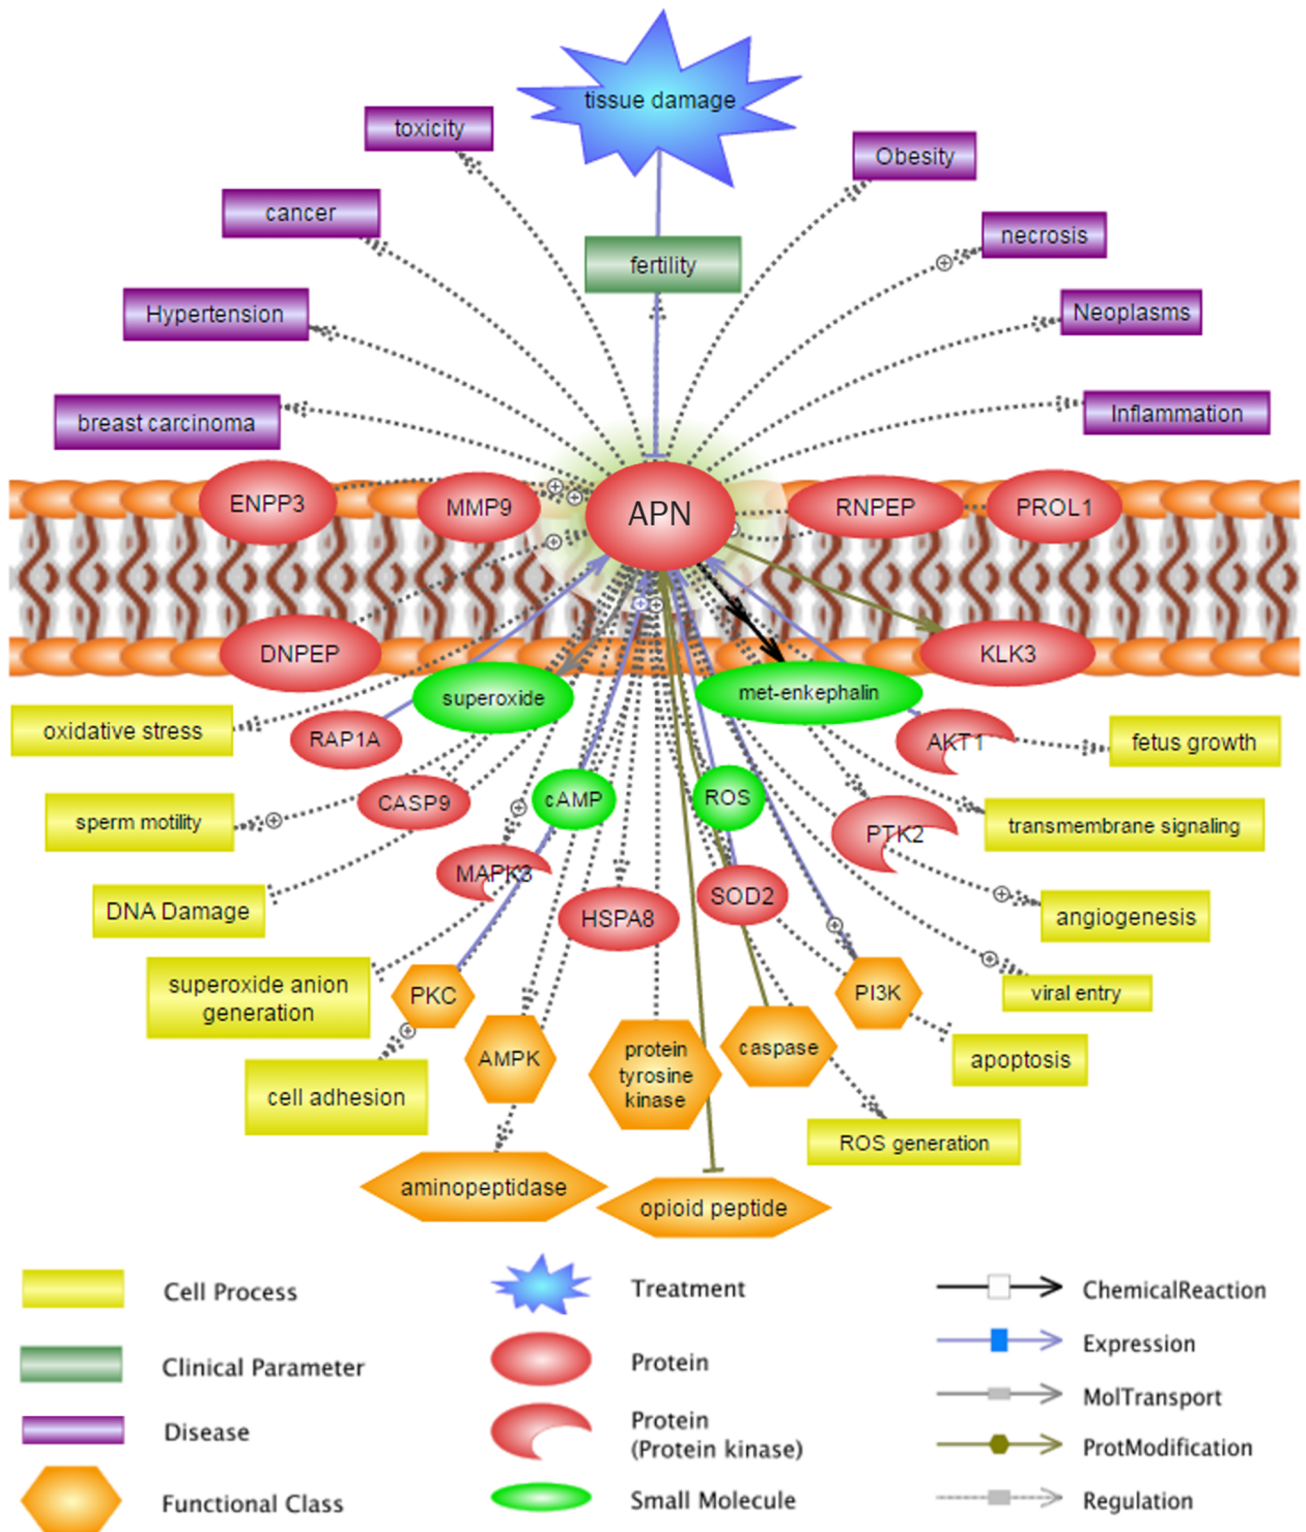 tissue damage
toxicity
Obesity
cancer
necrosis
fertility
Hypertension
Neoplasms
breast carcinoma
Inflammation
ENPP3
MMP9
APN
RNPEP
PROL1
DNPEP
KLK3
superoxide
met-enkephalin
oxidative stress
RAP1A
AKT1
fetus growth
CASP9
cAMP
ROS
sperm motility
PTK2
transmembrane signaling
MAPK3
SOD2
DNA Damage
HSPA8
angiogenesis
superoxide anion
generation
PKC
PI3K
viral entry
AMPK
protein
tyrosine
kinase
caspase
apoptosis
cell adhesion
ROS generation
aminopeptidase
opioid peptide
Cell Process
Treatment
ChemicalReaction
Expression
Clinical Parameter
Protein
MolTransport
Disease
Protein
(Protein kinase)
ProtModification
Functional Class
Small Molecule
Regulation